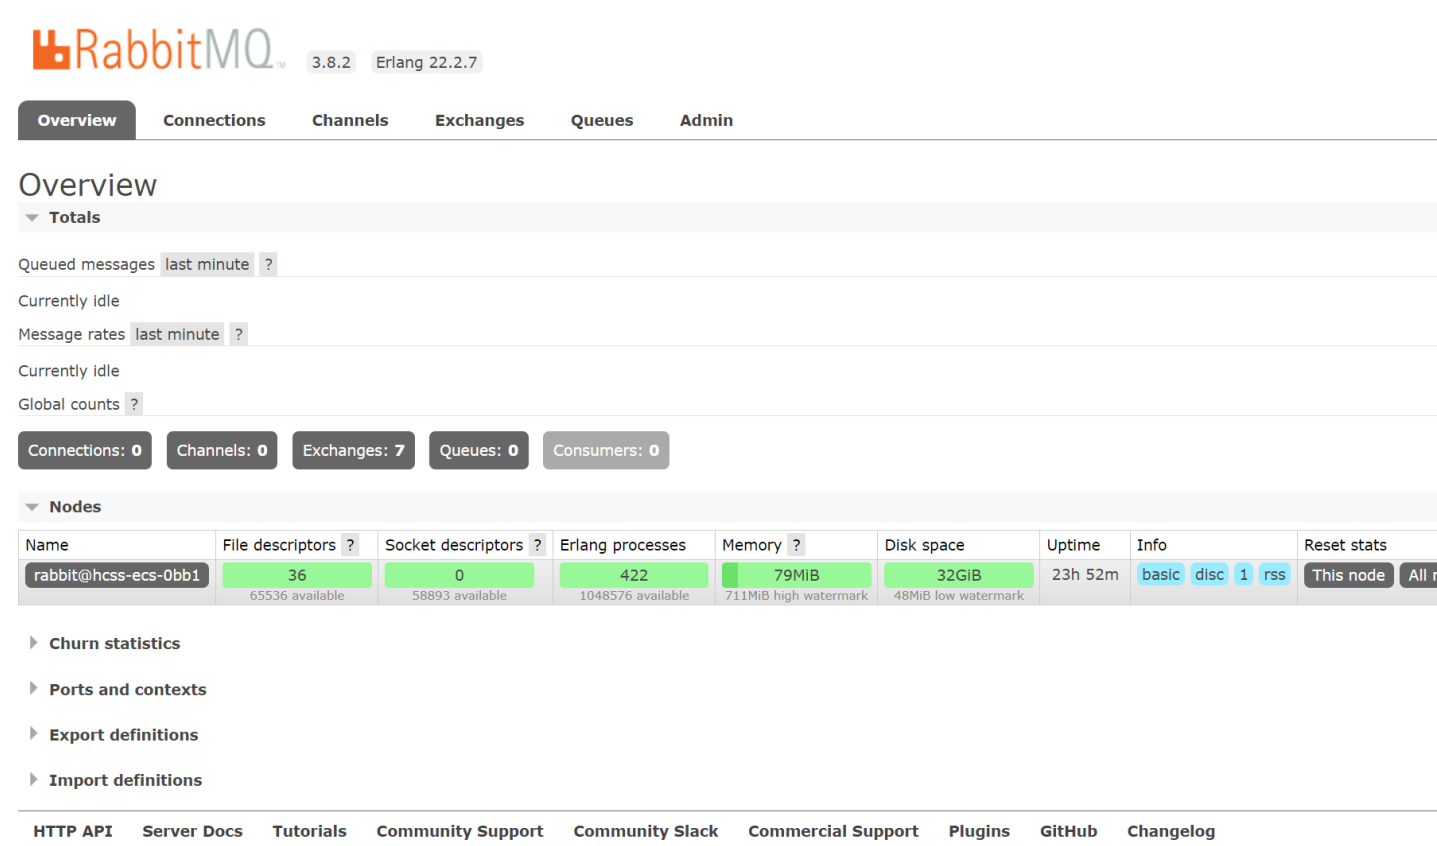 RabbitMQ TM 3.8.2 Erlang 22.2.7
Overview Connections Channels Exchanges Queues Admin
Overview
Totals
Queued messages last minute ?
Currently idle
Message rates last minute ?
Currently idle
Global counts ?
Connections: 0 Channels: 0 Exchanges: 7 Queues: 0 Consumers: 0
Nodes
Name File descriptors ? Socket descriptors ? Erlang processes Memory ? Disk space Uptime Info Reset stats
rabbit@hcss-ecs-0bb1 36 0 422 79MiB 32GiB 23h 52m basic disc 1 rss This node All
65536 available 58893 available 1048576 available 711MiB high watermark 48MiB low watermark
Churn statistics
Ports and contexts
Export definitions
Import definitions
HTTP API Server Docs Tutorials Community Support Community Slack Commercial Support Plugins GitHub Changelog